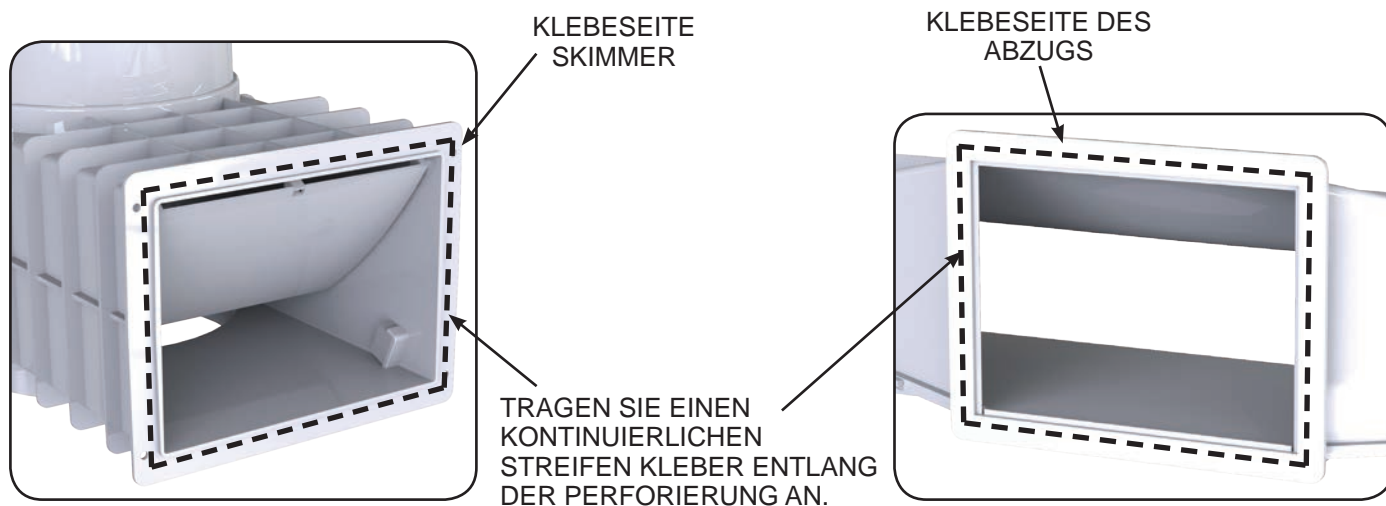 KLEBESEITE
SKIMMER
KLEBESEITE DES
ABZUGS
TRAGEN SIE EINEN
KONTINUIERLICHEN
STREIFEN KLEBER ENTLANG
DER PERFORIERUNG AN.